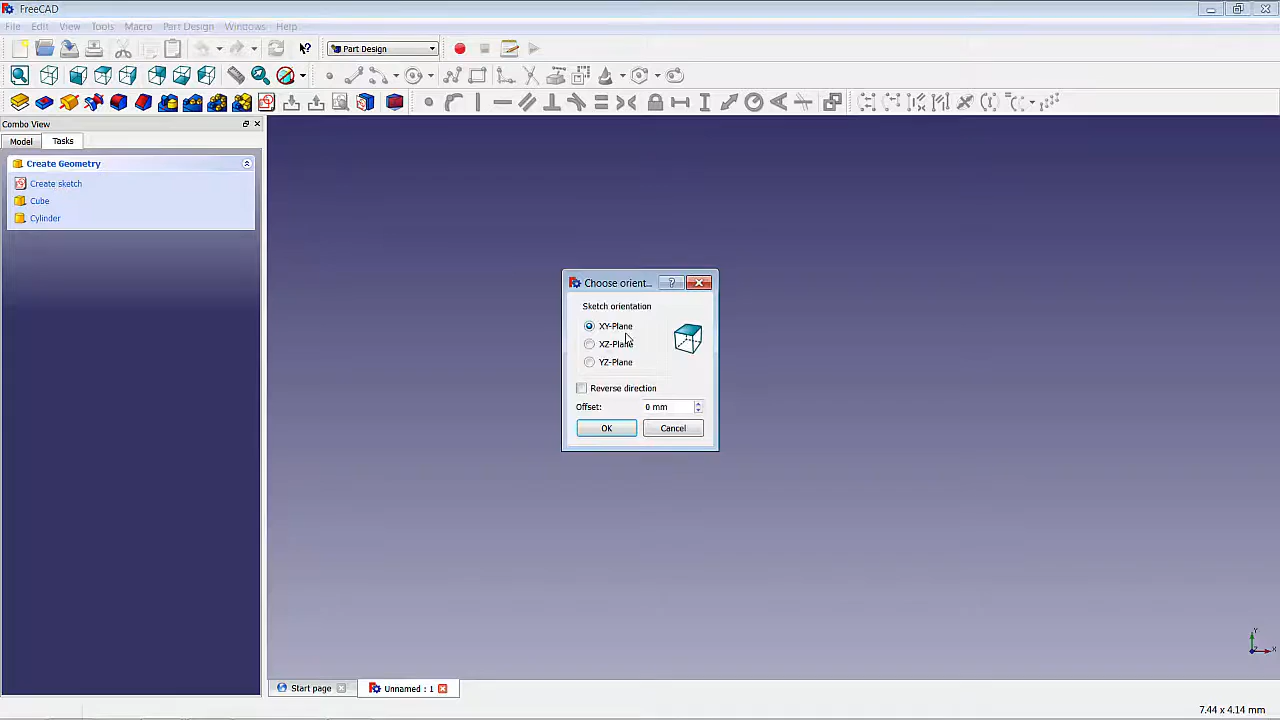 FreeCAD
File Edit View Tools Macro Part Design Windows Help
Part Design
Combo View
Model Tasks
Create Geometry
Create sketch
Cube
Cylinder
Choose orient...
Sketch orientation
XY-Plane
XZ-Plane
YZ-Plane
Reverse direction
Offset: 0 mm
OK Cancel
Y
X
Z
Start page Unnamed : 1
7.44 x 4.14 mm